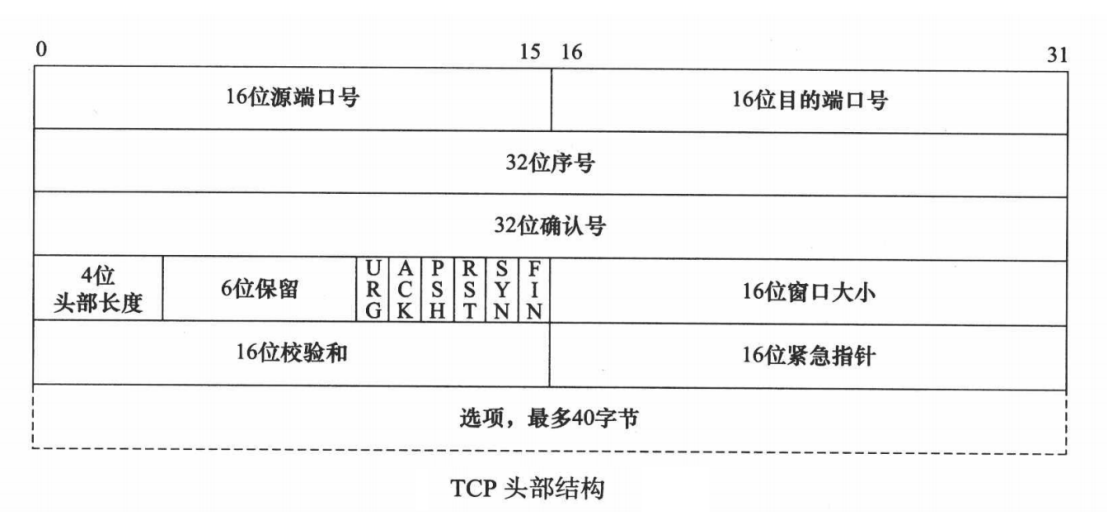 0 15 16 31
16位源端口号 16位目的端口号
32位序号
32位确认号
4位
头部长度
6位保留
URG
ACK
PSH
RST
SYN
FIN
16位窗口大小
16位校验和 16位紧急指针
选项，最多40字节
TCP 头部结构